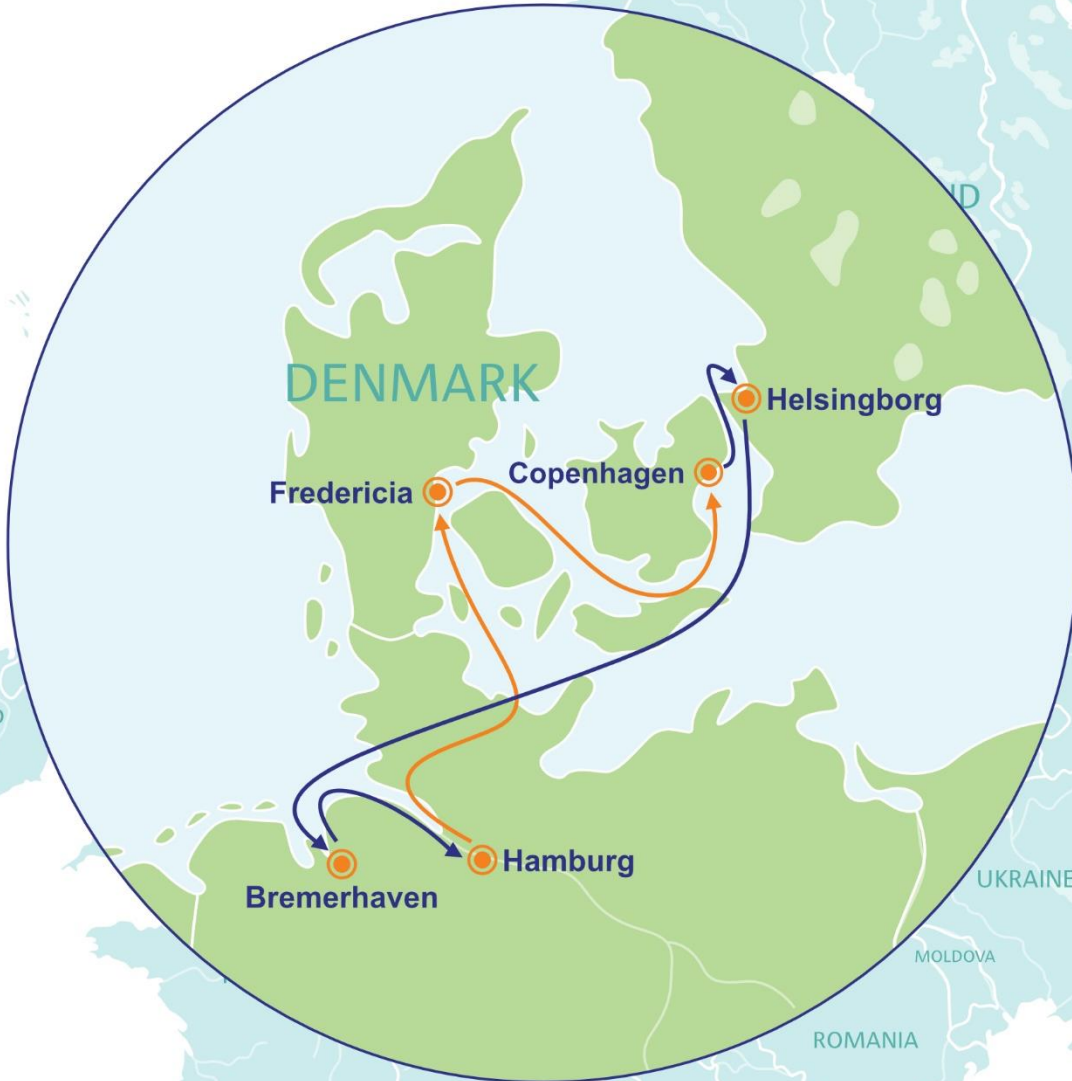 DENMARK
Helsingborg
Copenhagen
Fredericia
Hamburg
Bremerhaven
UKRAINE
MOLDOVA
ROMANIA